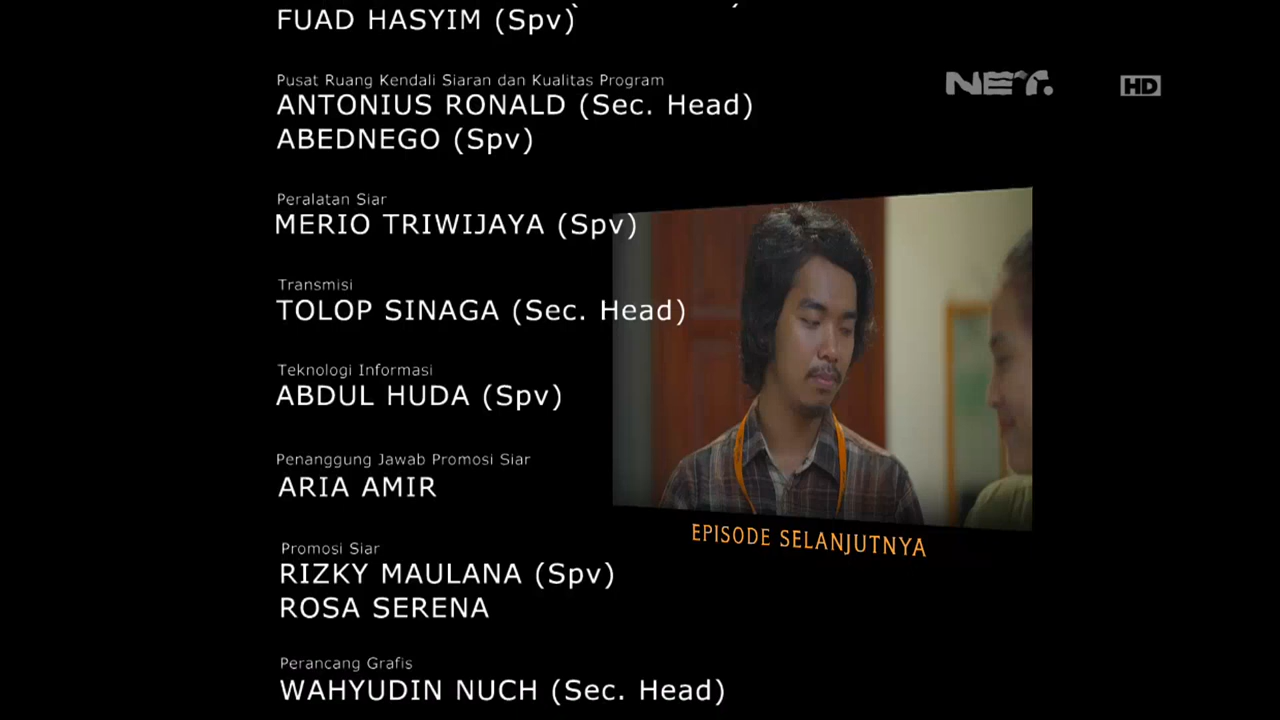 FUAD HASYIM (Spv)
Pusat Ruang Kendali Siaran dan Kualitas Program
ANTONIUS RONALD (Sec. Head)
ABEDNEGO (Spv)
NET.
HD
Peralatan Siar
MERIO TRIWIJAYA (Spv)
Transmisi
TOLOP SINAGA (Sec. Head)
Teknologi Informasi
ABDUL HUDA (Spv)
Penanggung Jawab Promosi Siar
ARIA AMIR
EPISODE SELANJUTNYA
Promosi Siar
RIZKY MAULANA (Spv)
ROSA SERENA
Perancang Grafis
WAHYUDIN NUCH (Sec. Head)